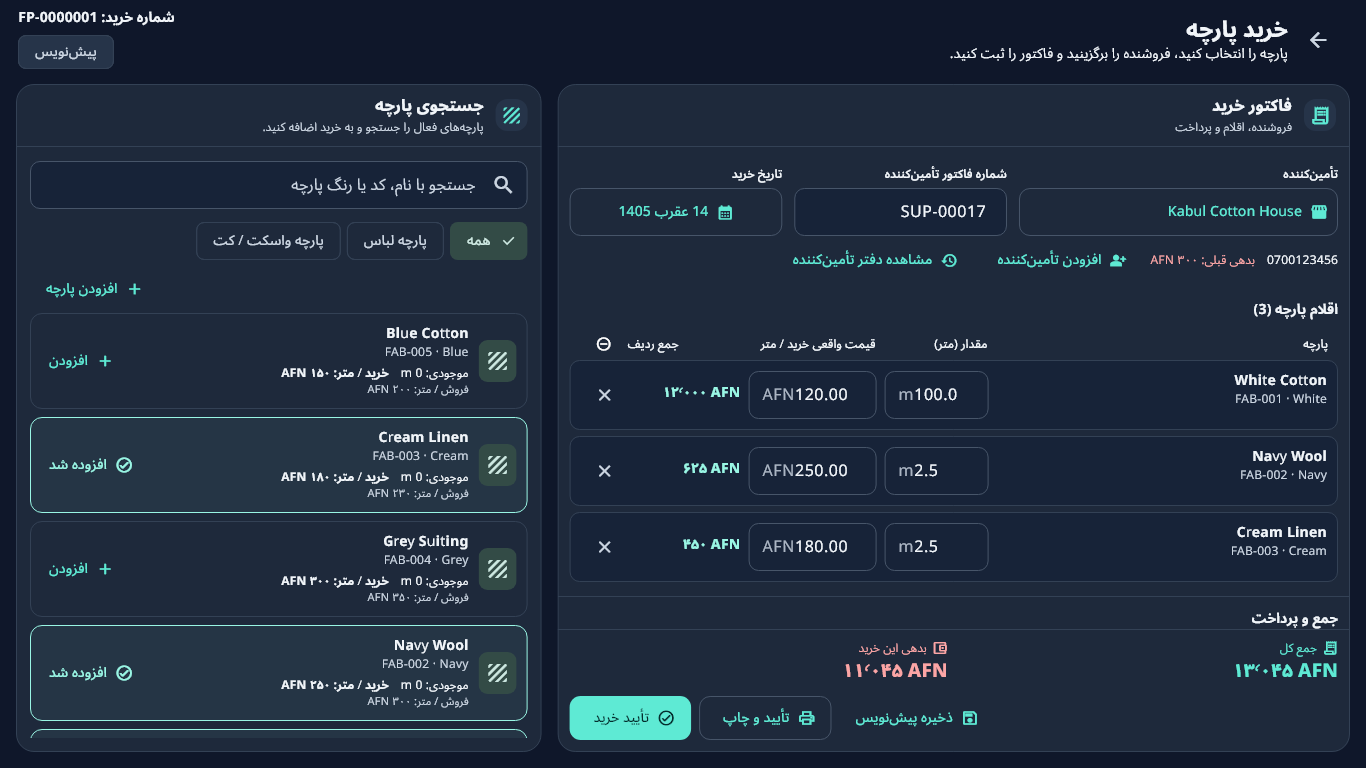 خرید پارچه
پارچه را انتخاب کنید، فروشنده را برگزینید و فاکتور را ثبت کنید.
شماره خرید: FP-0000001
پیش‌نویس
فاکتور خرید
فروشنده، اقلام و پرداخت
تأمین‌کننده
شماره فاکتور تأمین‌کننده
تاریخ خرید
Kabul Cotton House
SUP-00017
14 عقرب 1405
0700123456
بدهی قبلی: ۳۰۰ AFN
افزودن تأمین‌کننده
مشاهده دفتر تأمین‌کننده
اقلام پارچه (3)
پارچه
مقدار (متر)
قیمت واقعی خرید / متر
جمع ردیف
White Cotton
FAB-001 · White
m100.0
AFN120.00
۱۲٬۰۰۰ AFN
Navy Wool
FAB-002 · Navy
m2.5
AFN250.00
۶۲۵ AFN
Cream Linen
FAB-003 · Cream
m2.5
AFN180.00
۴۵۰ AFN
جمع و پرداخت
جمع کل
۱۳٬۰۴۵ AFN
بدهی این خرید
۱۱٬۰۴۵ AFN
ذخیره پیش‌نویس
تأیید و چاپ
تأیید خرید
جستجوی پارچه
پارچه‌های فعال را جستجو و به خرید اضافه کنید.
جستجو با نام، کد یا رنگ پارچه
همه
پارچه لباس
پارچه واسکت / کت
افزودن پارچه
Blue Cotton
FAB-005 · Blue
موجودی: 0 m
خرید / متر: ۱۵۰ AFN
فروش / متر: ۲۰۰ AFN
افزودن
Cream Linen
FAB-003 · Cream
موجودی: 0 m
خرید / متر: ۱۸۰ AFN
فروش / متر: ۲۳۰ AFN
افزوده شد
Grey Suiting
FAB-004 · Grey
موجودی: 0 m
خرید / متر: ۳۰۰ AFN
فروش / متر: ۳۵۰ AFN
افزودن
Navy Wool
FAB-002 · Navy
موجودی: 0 m
خرید / متر: ۲۵۰ AFN
فروش / متر: ۳۰۰ AFN
افزوده شد